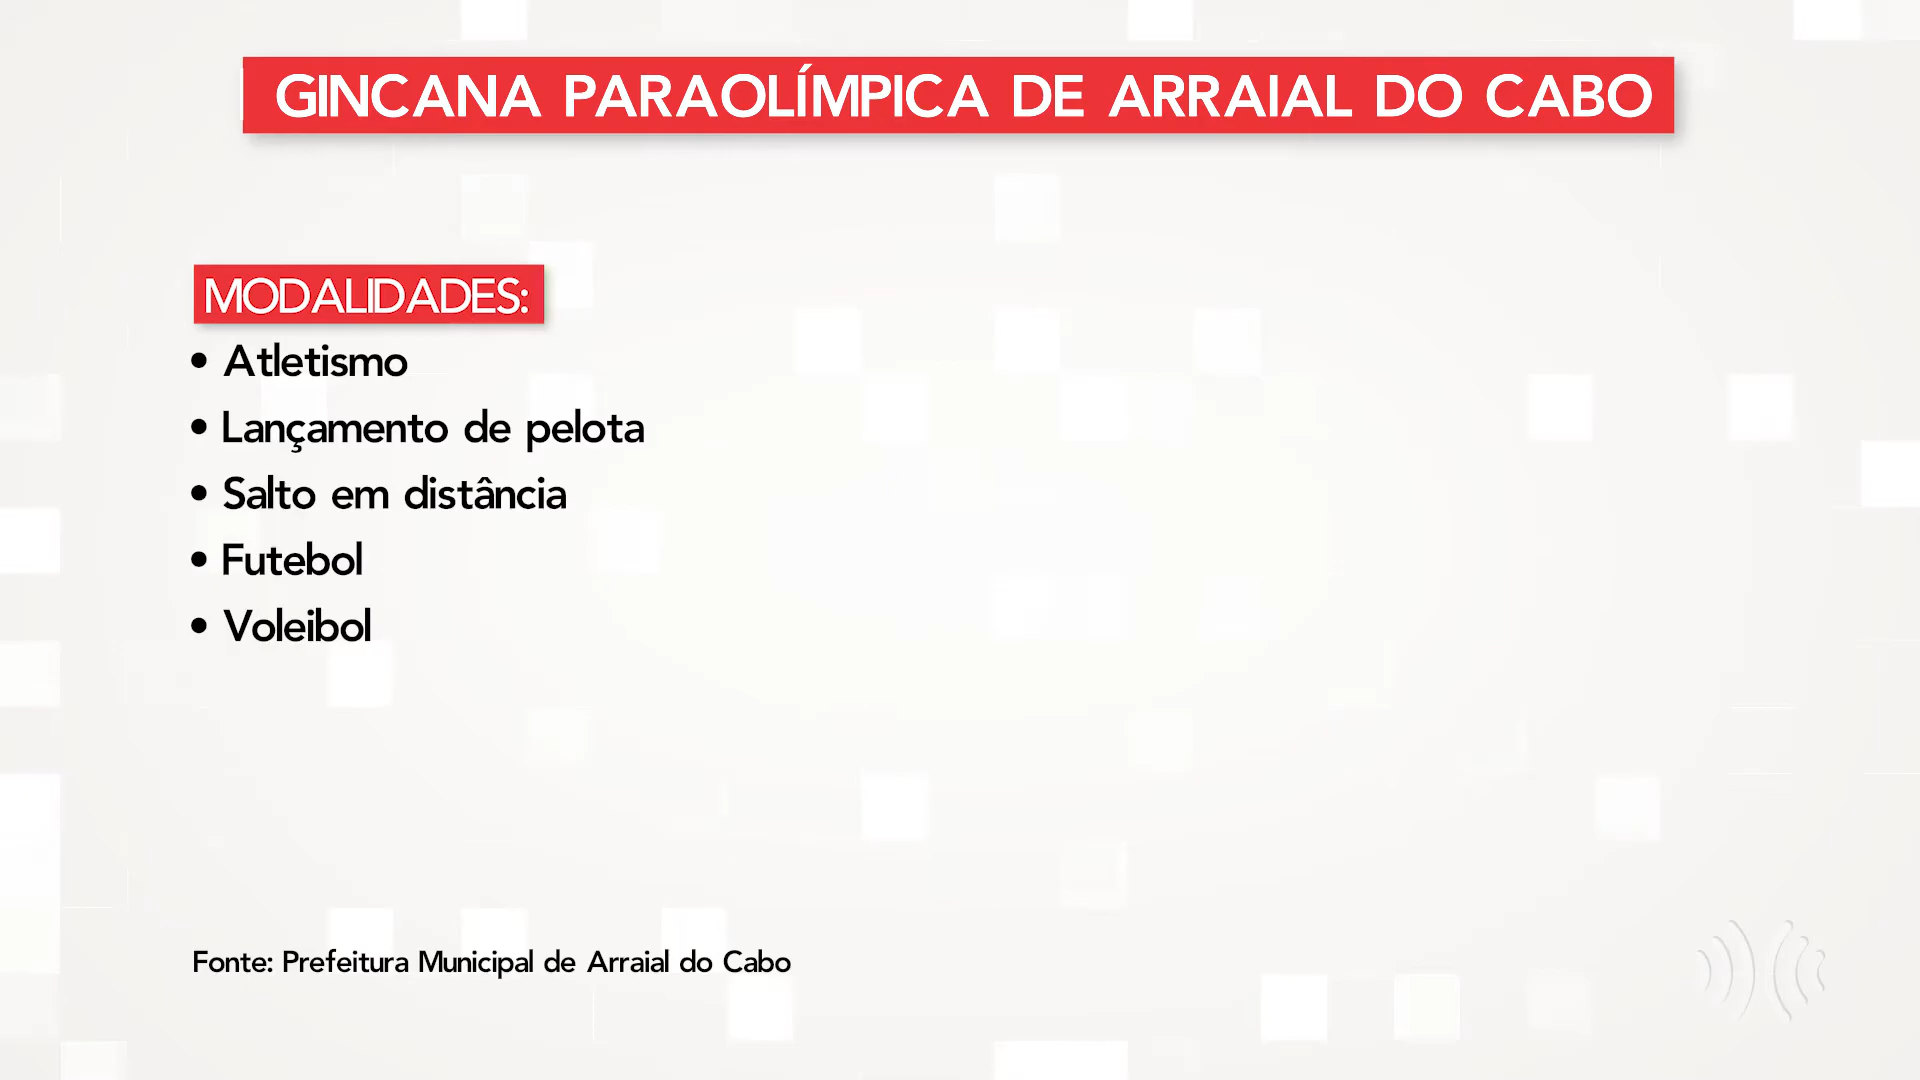 GINCANA PARAOLÍMPICA DE ARRAIAL DO CABO
MODALIDADES:
• Atletismo
• Lançamento de pelota
• Salto em distância
• Futebol
• Voleibol
Fonte: Prefeitura Municipal de Arraial do Cabo